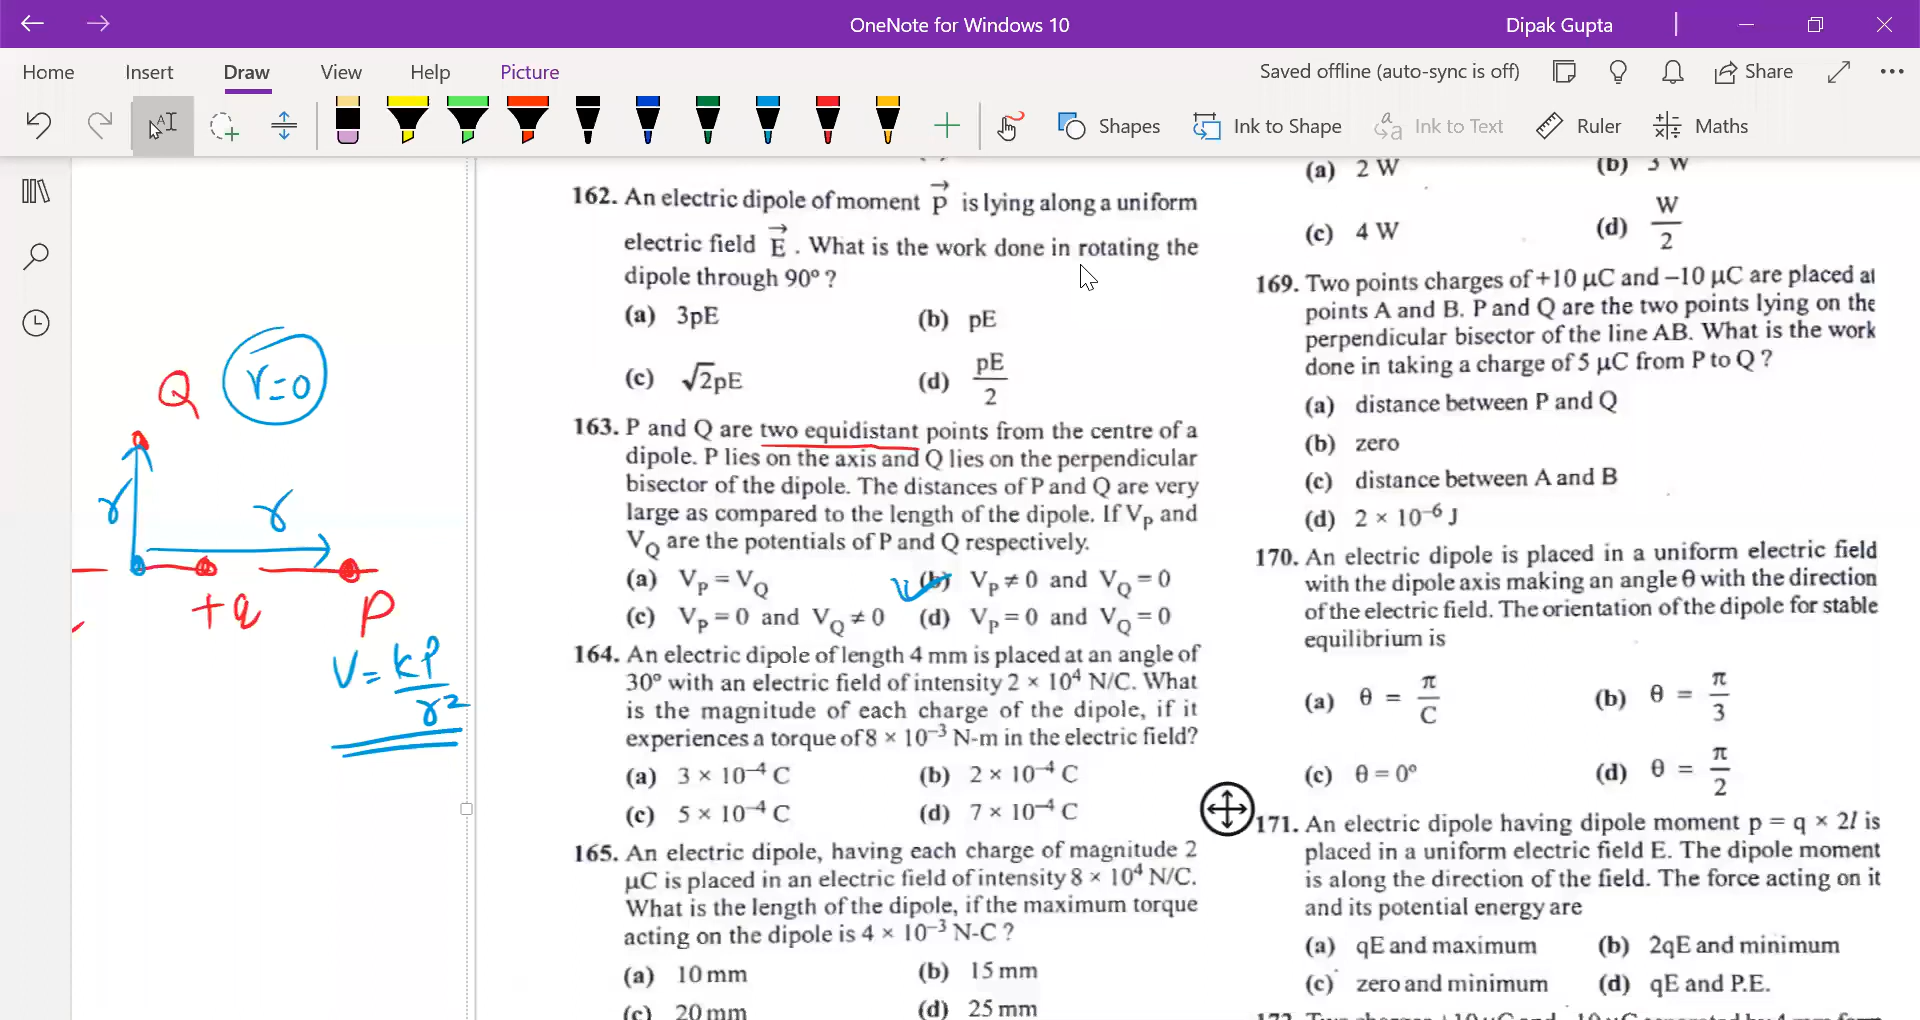 OneNote for Windows 10
Dipak Gupta
Home Insert Draw View Help Picture
Saved offline (auto-sync is off) Share
Shapes Ink to Shape Ink to Text Ruler Maths
Q r=0
r
r
+q
P
V = kP/r²
162. An electric dipole of moment P⃗ is lying along a uniform
electric field E⃗ . What is the work done in rotating the
dipole through 90° ?
(a) 3pE (b) pE
(c) √2pE (d) pE/2
163. P and Q are two equidistant points from the centre of a
dipole. P lies on the axis and Q lies on the perpendicular
bisector of the dipole. The distances of P and Q are very
large as compared to the length of the dipole. If V_P and
V_Q are the potentials of P and Q respectively.
(a) V_P = V_Q (b) V_P ≠ 0 and V_Q = 0
(c) V_P = 0 and V_Q ≠ 0 (d) V_P = 0 and V_Q = 0
164. An electric dipole of length 4 mm is placed at an angle of
30° with an electric field of intensity 2 × 10⁴ N/C. What
is the magnitude of each charge of the dipole, if it
experiences a torque of 8 × 10⁻³ N-m in the electric field?
(a) 3 × 10⁻⁴ C (b) 2 × 10⁻⁴ C
(c) 5 × 10⁻⁴ C (d) 7 × 10⁻⁴ C
165. An electric dipole, having each charge of magnitude 2
μC is placed in an electric field of intensity 8 × 10⁴ N/C.
What is the length of the dipole, if the maximum torque
acting on the dipole is 4 × 10⁻³ N-C ?
(a) 10 mm (b) 15 mm
(c) 20 mm (d) 25 mm
(a) 2 W (b) 3 W
(c) 4 W (d) W/2
169. Two points charges of +10 μC and –10 μC are placed at
points A and B. P and Q are the two points lying on the
perpendicular bisector of the line AB. What is the work
done in taking a charge of 5 μC from P to Q ?
(a) distance between P and Q
(b) zero
(c) distance between A and B
(d) 2 × 10⁻⁶ J
170. An electric dipole is placed in a uniform electric field
with the dipole axis making an angle θ with the direction
of the electric field. The orientation of the dipole for stable
equilibrium is
(a) θ = π/C (b) θ = π/3
(c) θ = 0° (d) θ = π/2
171. An electric dipole having dipole moment p = q × 2l is
placed in a uniform electric field E. The dipole moment
is along the direction of the field. The force acting on it
and its potential energy are
(a) qE and maximum (b) 2qE and minimum
(c) zero and minimum (d) qE and P.E.